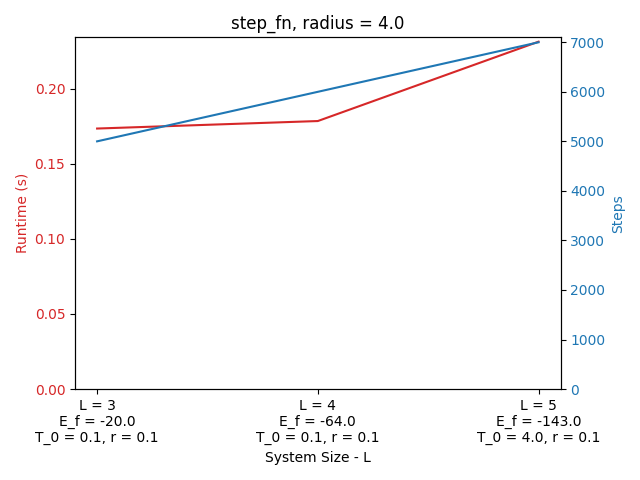 step_fn, radius = 4.0
Runtime (s)
0.20
0.15
0.10
0.05
0.00
7000
6000
5000
4000
3000
2000
1000
0
Steps
L = 3
E_f = -20.0
T_0 = 0.1, r = 0.1
L = 4
E_f = -64.0
T_0 = 0.1, r = 0.1
L = 5
E_f = -143.0
T_0 = 4.0, r = 0.1
System Size - L